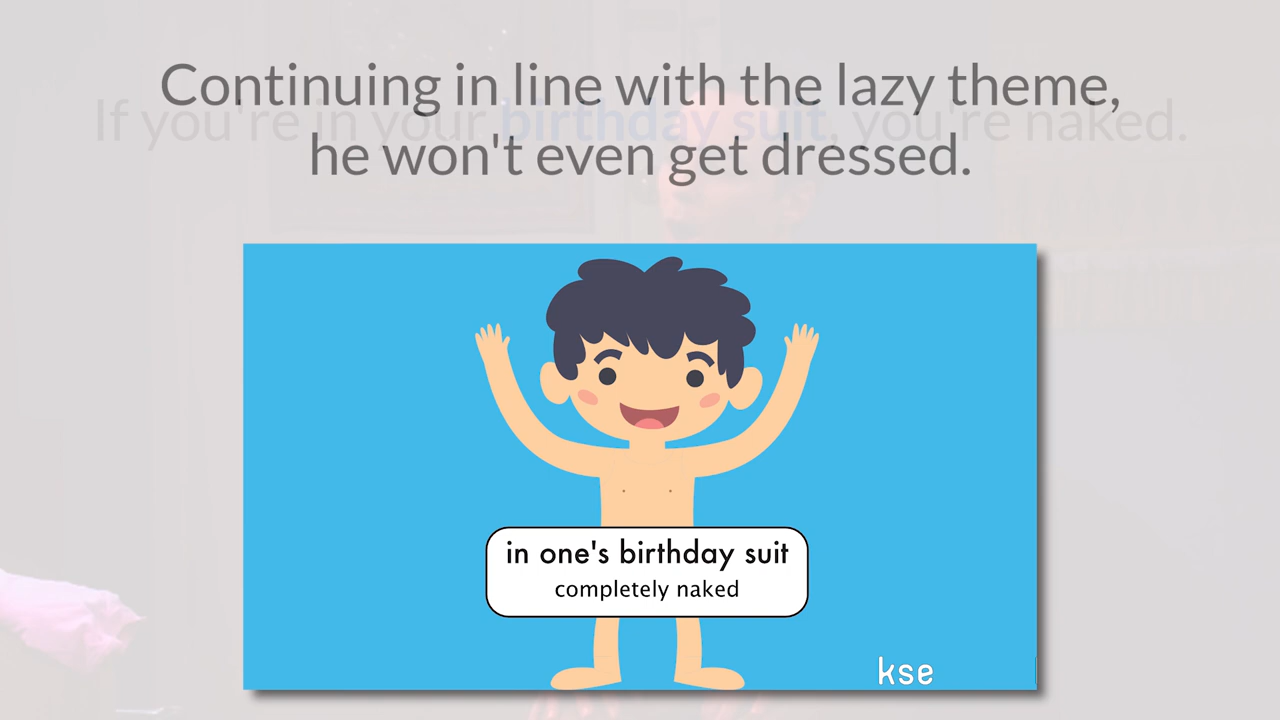 Continuing in line with the lazy theme,
If you're in your birthday suit, you're naked.
he won't even get dressed.
in one's birthday suit
completely naked
kse